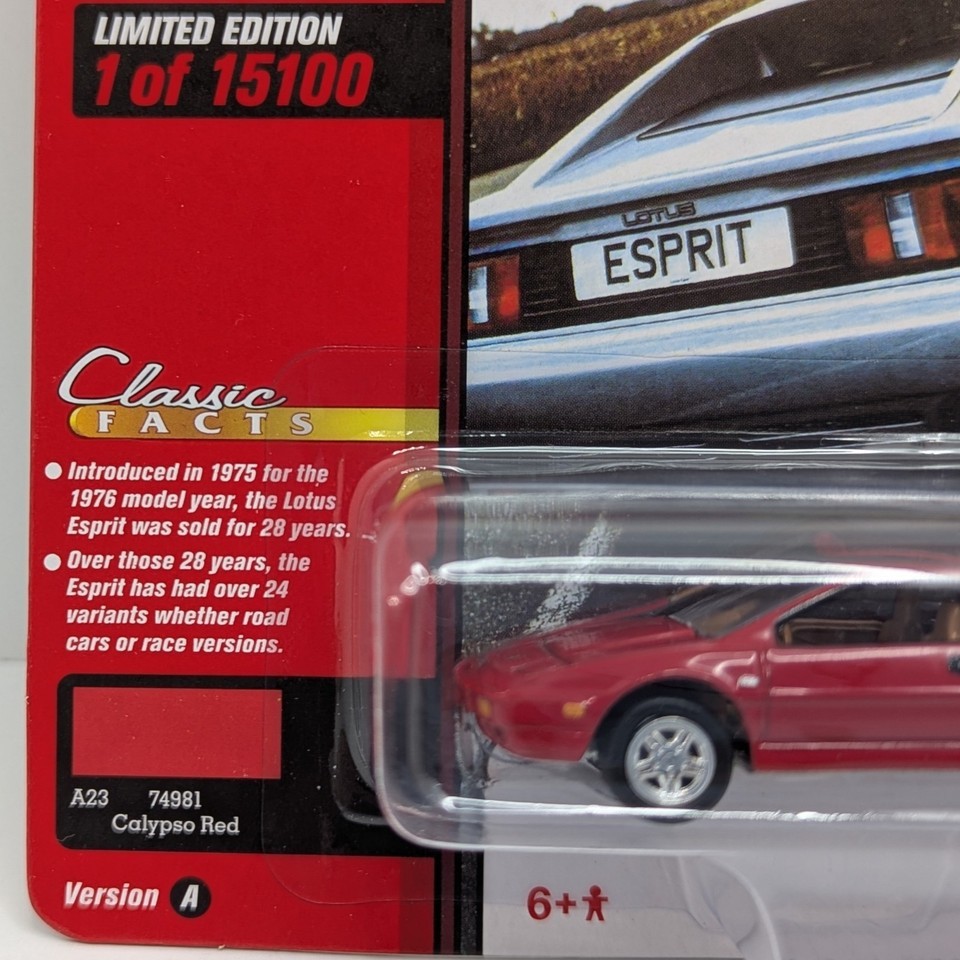 LIMITED EDITION
1 of 15100
LOTUS
ESPRIT
Classic
FACTS
● Introduced in 1975 for the
1976 model year, the Lotus
Esprit was sold for 28 years.
● Over those 28 years, the
Esprit has had over 24
variants whether road
cars or race versions.
A23 74981
Calypso Red
Version A
6+